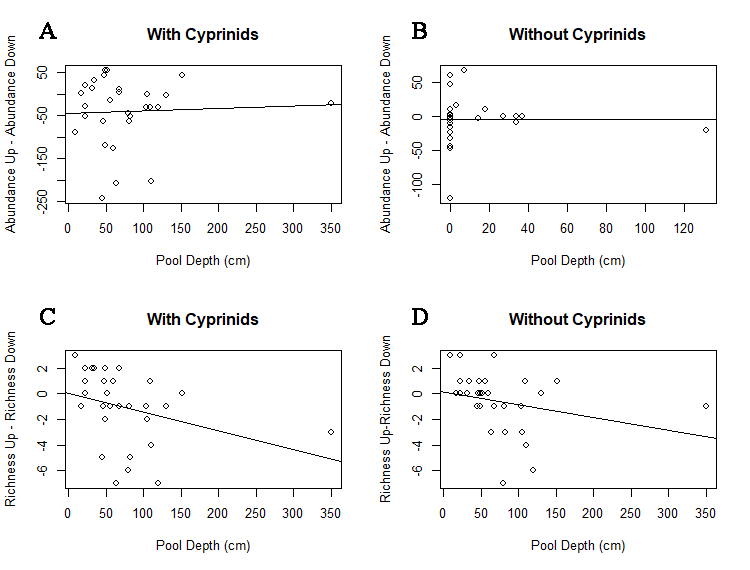 A
With Cyprinids
Abundance Up - Abundance Down
50
-50
-150
-250
0 50 100 150 200 250 300 350
Pool Depth (cm)
B
Without Cyprinids
Abundance Up - Abundance Down
50
0
-50
-100
0 20 40 60 80 100 120
Pool Depth (cm)
C
With Cyprinids
Richness Up - Richness Down
2
0
-2
-4
-6
0 50 100 150 200 250 300 350
Pool Depth (cm)
D
Without Cyprinids
Richness Up-Richness Down
2
0
-2
-4
-6
0 50 100 150 200 250 300 350
Pool Depth (cm)